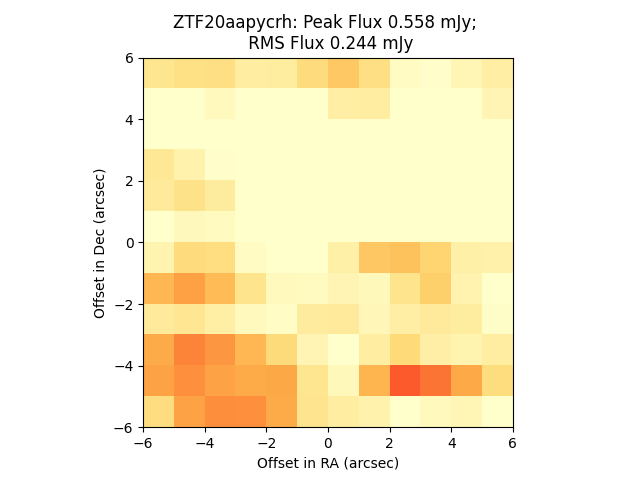 ZTF20aapycrh: Peak Flux 0.558 mJy;
RMS Flux 0.244 mJy
6
4
2
0
−2
−4
−6
Offset in Dec (arcsec)
−6 −4 −2 0 2 4 6
Offset in RA (arcsec)